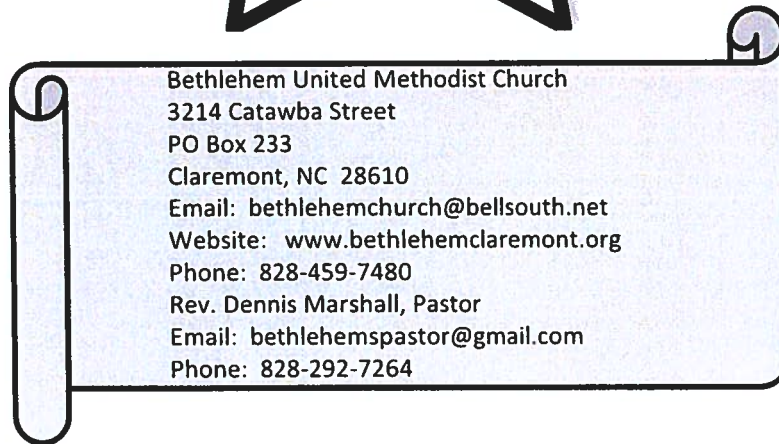 Bethlehem United Methodist Church
3214 Catawba Street
PO Box 233
Claremont, NC  28610
Email:  bethlehemchurch@bellsouth.net
Website:  www.bethlehemclaremont.org
Phone:  828-459-7480
Rev. Dennis Marshall, Pastor
Email:  bethlehemspastor@gmail.com
Phone:  828-292-7264